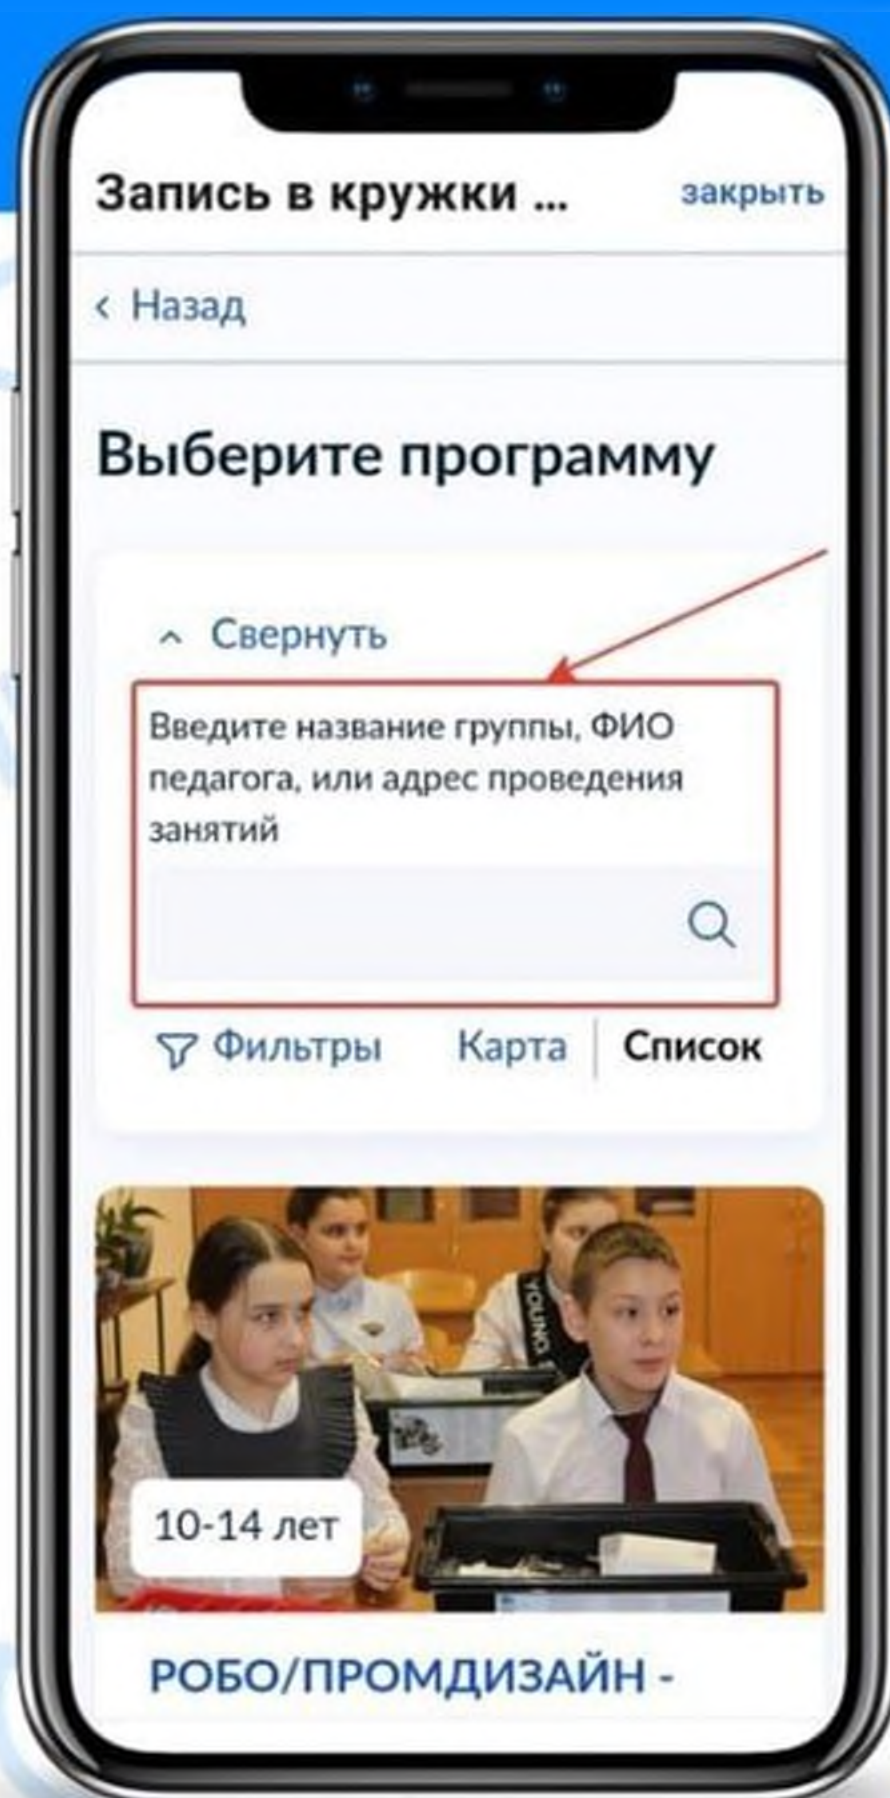 Запись в кружки ...
закрыть
Назад
Выберите программу
Свернуть
Введите название группы, ФИО
педагога, или адрес проведения
занятий
Фильтры
Карта
Список
YOUNG
10-14 лет
РОБО/ПРОМДИЗАЙН -